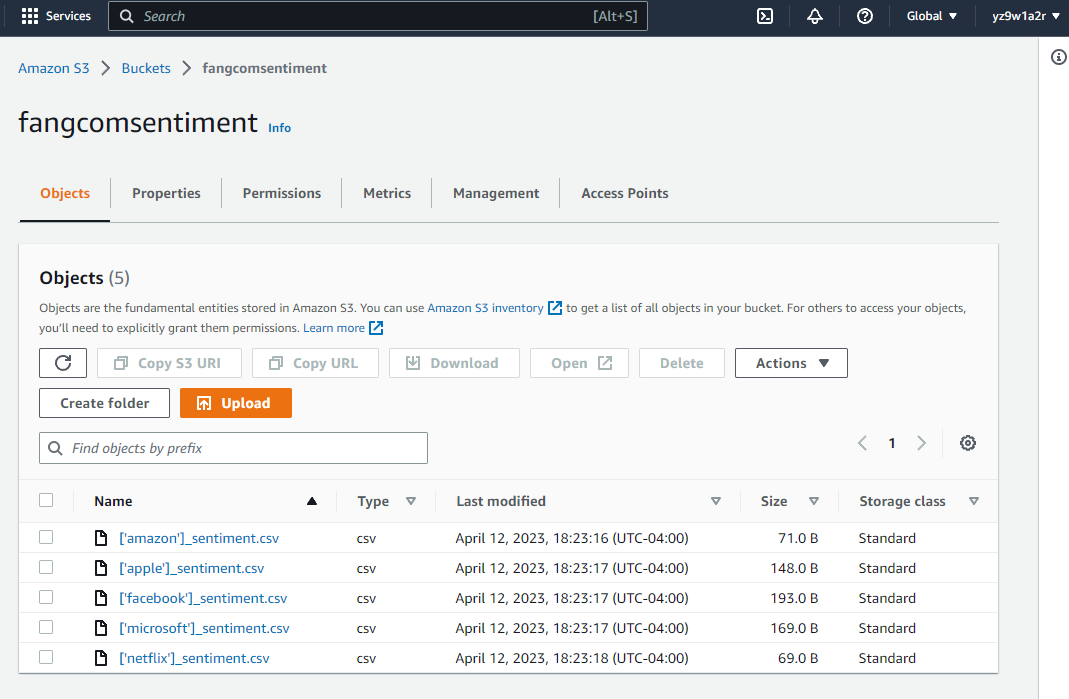 Services Search [Alt+S] Global yz9w1a2r
Amazon S3 Buckets fangcomsentiment
fangcomsentiment Info
Objects Properties Permissions Metrics Management Access Points
Objects (5)
Objects are the fundamental entities stored in Amazon S3. You can use Amazon S3 inventory to get a list of all objects in your bucket. For others to access your objects,
you'll need to explicitly grant them permissions. Learn more
Copy S3 URI Copy URL Download Open Delete Actions
Create folder Upload
Find objects by prefix 1
Name Type Last modified Size Storage class
['amazon']_sentiment.csv csv April 12, 2023, 18:23:16 (UTC-04:00) 71.0 B Standard
['apple']_sentiment.csv csv April 12, 2023, 18:23:17 (UTC-04:00) 148.0 B Standard
['facebook']_sentiment.csv csv April 12, 2023, 18:23:17 (UTC-04:00) 193.0 B Standard
['microsoft']_sentiment.csv csv April 12, 2023, 18:23:17 (UTC-04:00) 169.0 B Standard
['netflix']_sentiment.csv csv April 12, 2023, 18:23:18 (UTC-04:00) 69.0 B Standard